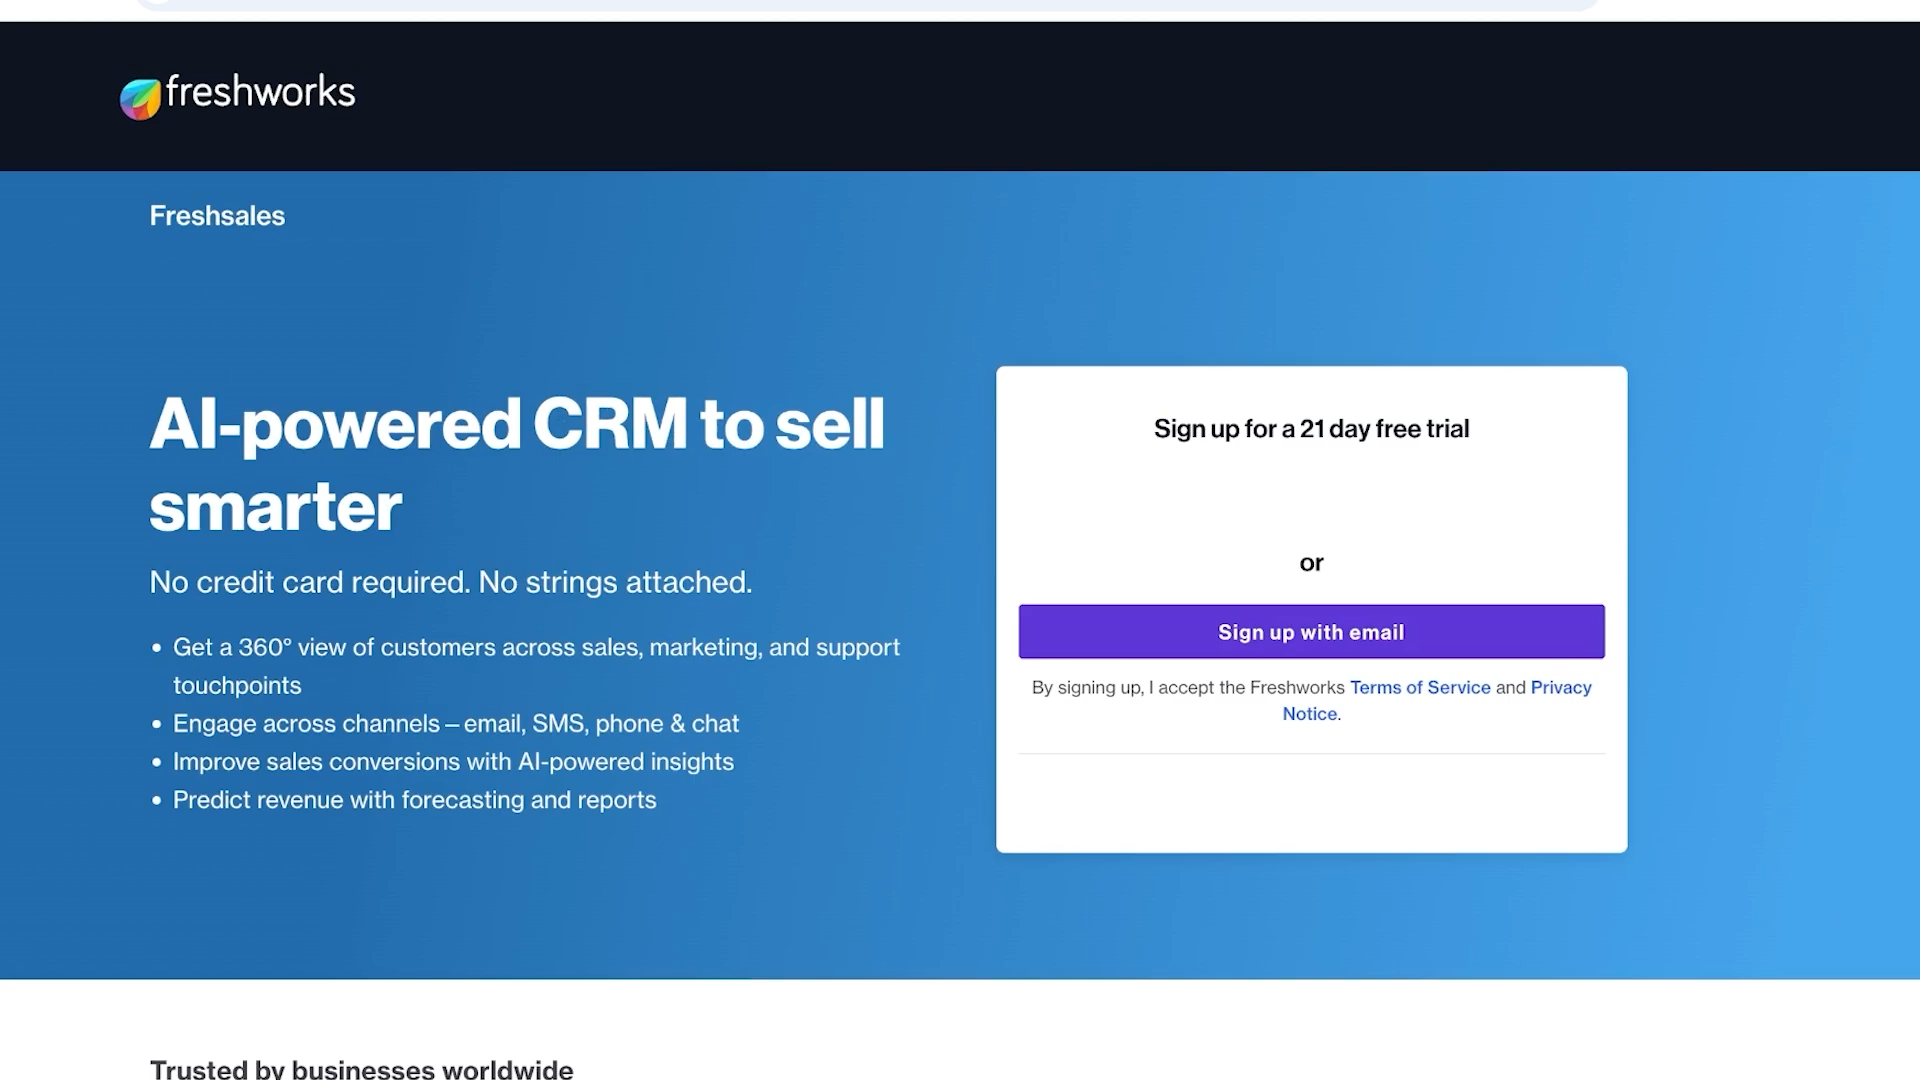 freshworks
Freshsales
AI-powered CRM to sell
smarter
No credit card required. No strings attached.
• Get a 360° view of customers across sales, marketing, and support
touchpoints
• Engage across channels – email, SMS, phone & chat
• Improve sales conversions with AI-powered insights
• Predict revenue with forecasting and reports
Sign up for a 21 day free trial
or
Sign up with email
By signing up, I accept the Freshworks Terms of Service and Privacy
Notice.
Trusted by businesses worldwide